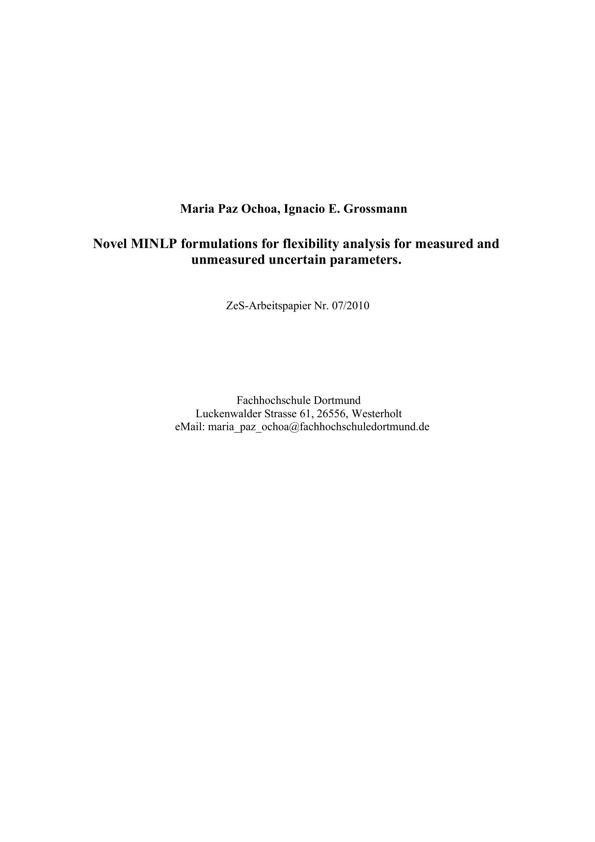 Maria Paz Ochoa, Ignacio E. Grossmann
Novel MINLP formulations for flexibility analysis for measured and
unmeasured uncertain parameters.
ZeS-Arbeitspapier Nr. 07/2010
Fachhochschule Dortmund
Luckenwalder Strasse 61, 26556, Westerholt
eMail: maria_paz_ochoa@fachhochschuledortmund.de